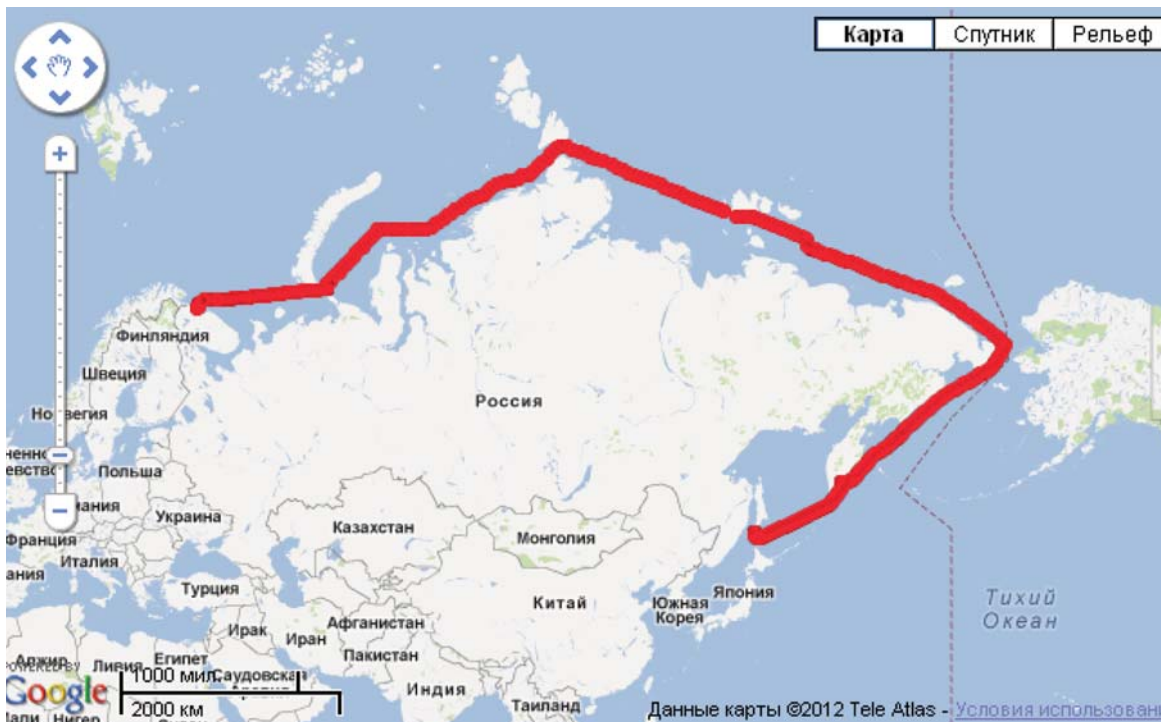 Карта
Спутник
Рельеф
Финляндия
Швеция
Россия
Польша
Украина
Казахстан
Монголия
Франция
Италия
Турция
Китай
Южная
Корея
Япония
Тихий
Океан
Ирак
Иран
Афганистан
Пакистан
Ливия
Египет
Саудовская
1000 мил
Индия
Google
2000 км
Таиланд
Данные карты ©2012 Tele Atlas - Условия использовани